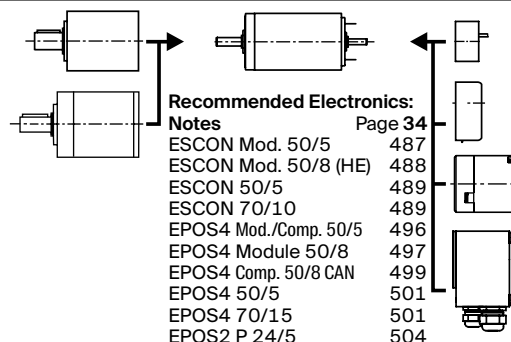 Recommended Electronics:
Notes Page 34
ESCON Mod. 50/5 487
ESCON Mod. 50/8 (HE) 488
ESCON 50/5 489
ESCON 70/10 489
EPOS4 Mod./Comp. 50/5 496
EPOS4 Module 50/8 497
EPOS4 Comp. 50/8 CAN 499
EPOS4 50/5 501
EPOS4 70/15 501
EPOS2 P 24/5 504